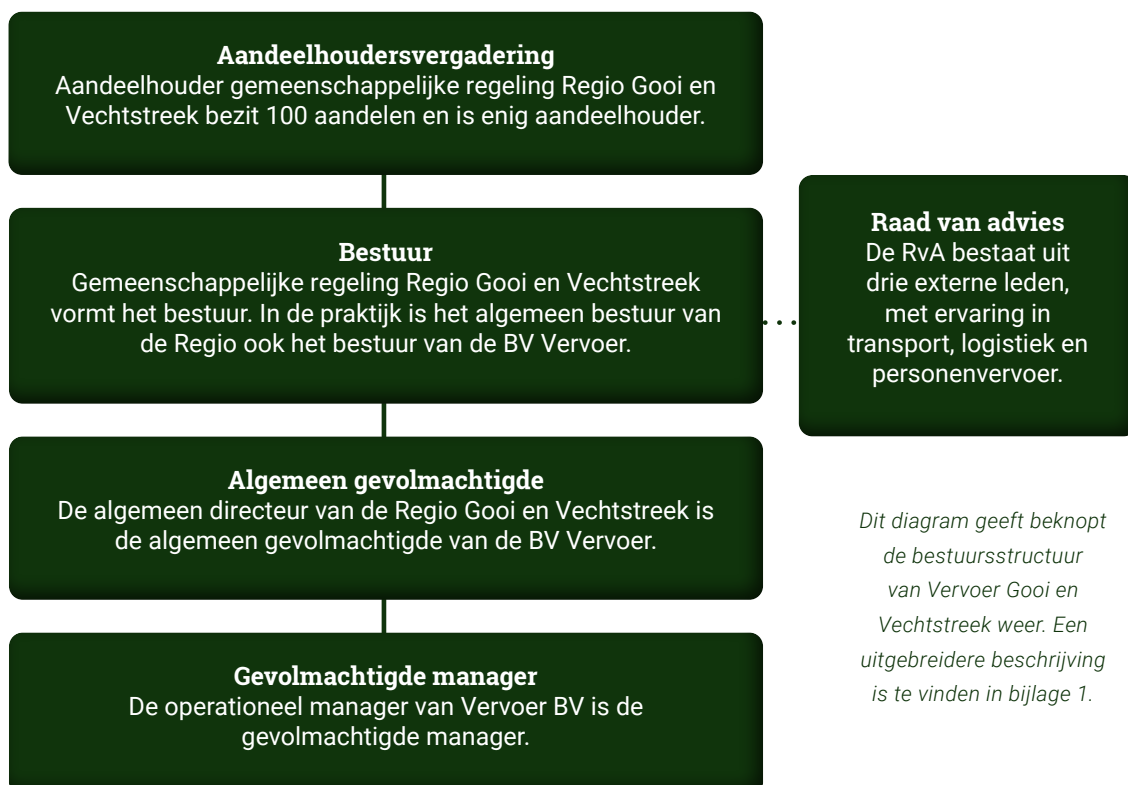 Aandeelhoudersvergadering
Aandeelhouder gemeenschappelijke regeling Regio Gooi en
Vechtstreek bezit 100 aandelen en is enig aandeelhouder.
Bestuur
Gemeenschappelijke regeling Regio Gooi en Vechtstreek
vormt het bestuur. In de praktijk is het algemeen bestuur van
de Regio ook het bestuur van de BV Vervoer.
Raad van advies
De RvA bestaat uit
drie externe leden,
met ervaring in
transport, logistiek en
personenvervoer.
Algemeen gevolmachtigde
De algemeen directeur van de Regio Gooi en Vechtstreek is
de algemeen gevolmachtigde van de BV Vervoer.
Gevolmachtigde manager
De operationeel manager van Vervoer BV is de
gevolmachtigde manager.
Dit diagram geeft beknopt
de bestuursstructuur
van Vervoer Gooi en
Vechtstreek weer. Een
uitgebreidere beschrijving
is te vinden in bijlage 1.